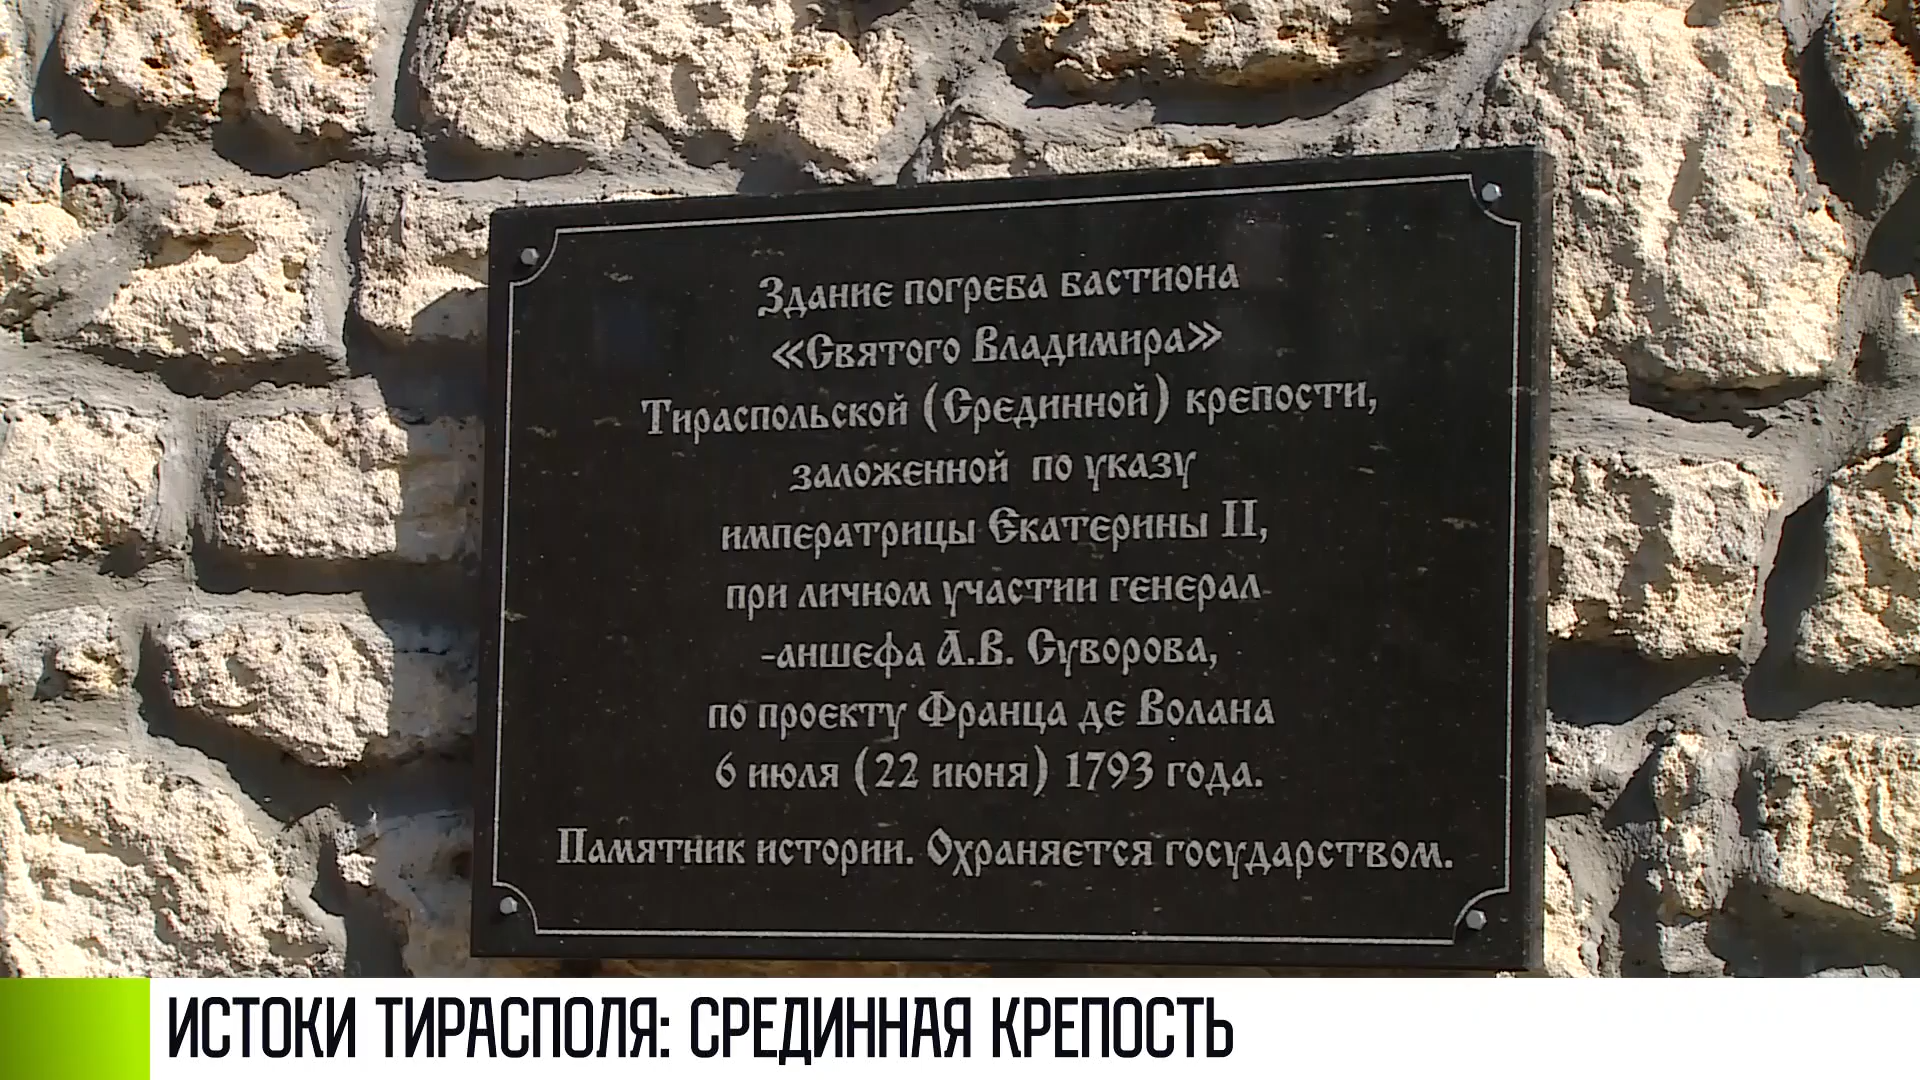 Здание погреба бастиона
«Святого Владимира»
Тираспольской (Срединной) крепости,
заложенной по указу
императрицы Екатерины II,
при личном участии генерал-
-аншефа А.В. Суворова,
по проекту Франца де Волана
6 июля (22 июня) 1793 года.
Памятник истории. Охраняется государством.
ИСТОКИ ТИРАСПОЛЯ: СРЕДИННАЯ КРЕПОСТЬ